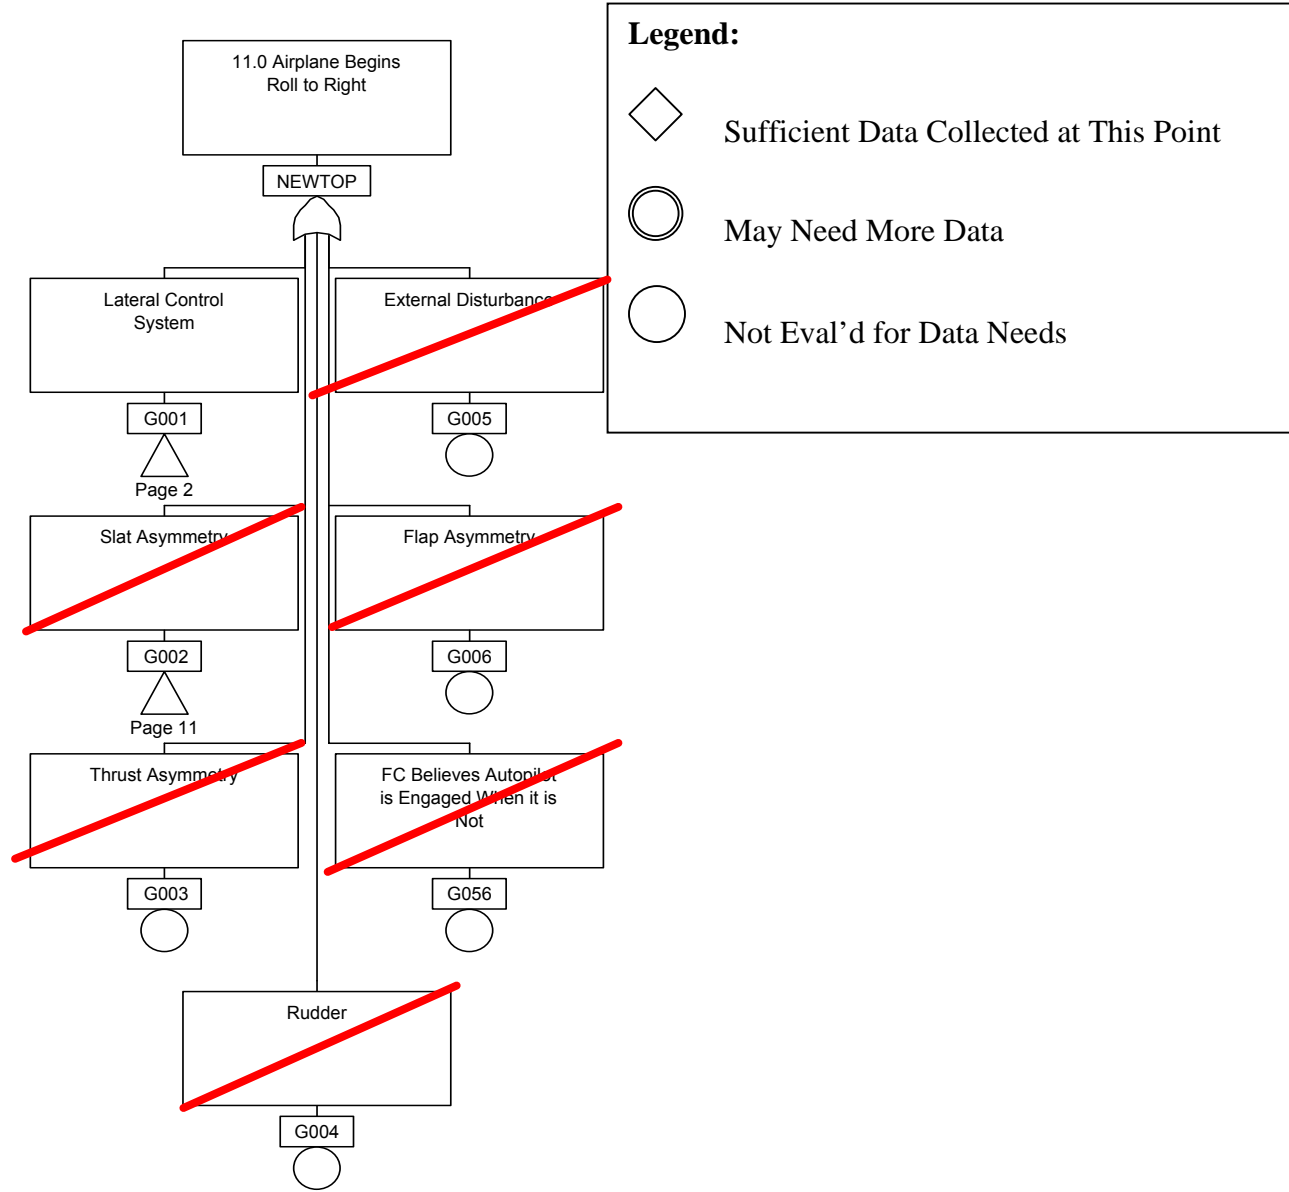 11.0 Airplane Begins
Roll to Right
NEWTOP
Legend:
Sufficient Data Collected at This Point
May Need More Data
Not Eval’d for Data Needs
Lateral Control
System
G001
Page 2
External Disturbance
G005
Slat Asymmetry
G002
Page 11
Flap Asymmetry
G006
Thrust Asymmetry
G003
FC Believes Autopilot
is Engaged When it is
Not
G056
Rudder
G004